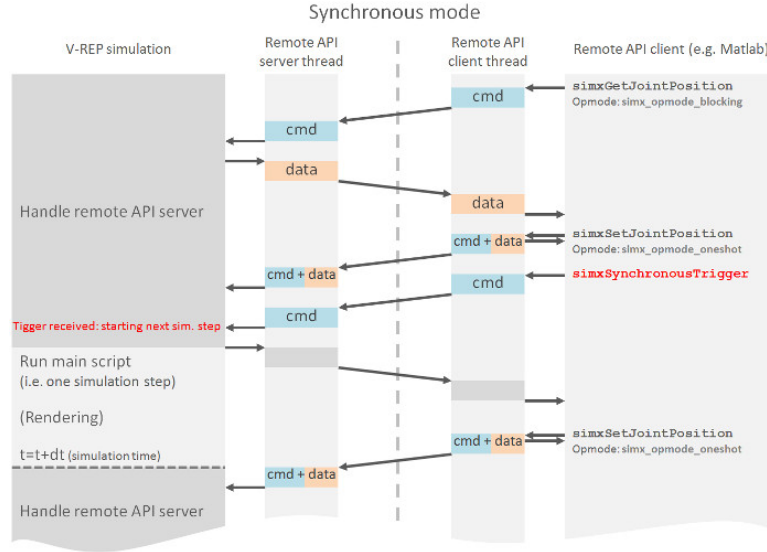 Synchronous mode
V-REP simulation
Remote API
server thread
Remote API
client thread
Remote API client (e.g. Matlab)
simxGetJointPosition
Opmode: simx_opmode_blocking
cmd
cmd
data
data
Handle remote API server
simxSetJointPosition
Opmode: simx_opmode_oneshot
cmd + data
cmd + data
simxSynchronousTrigger
cmd
cmd
Tigger received: starting next sim. step
Run main script
(i.e. one simulation step)
(Rendering)
t=t+dt (simulation time)
simxSetJointPosition
Opmode: simx_opmode_oneshot
cmd + data
cmd + data
Handle remote API server